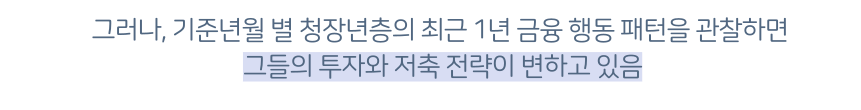 그러나, 기준년월 별 청장년층의 최근 1년 금융 행동 패턴을 관찰하면
그들의 투자와 저축 전략이 변하고 있음